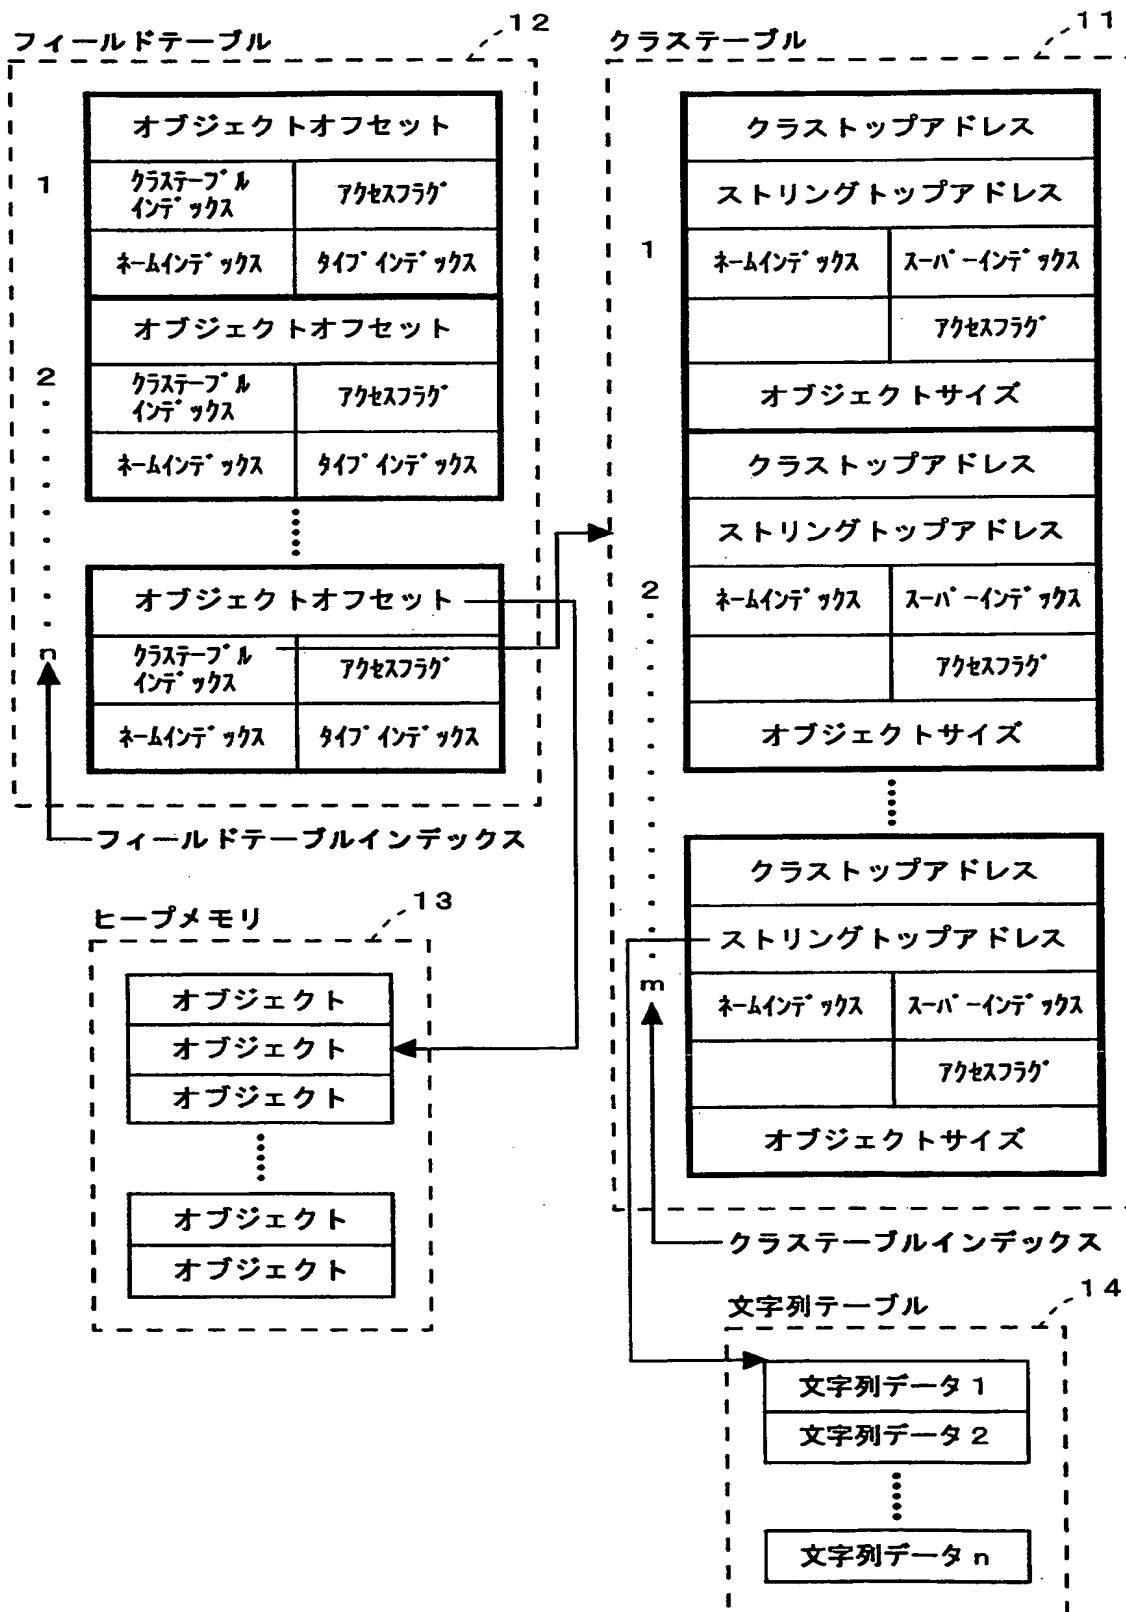 フィールドテーブル
12
1
オブジェクトオフセット
クラステーブル
インデックス
アクセスフラグ
ネームインデックス
タイプインデックス
2
オブジェクトオフセット
クラステーブル
インデックス
アクセスフラグ
ネームインデックス
タイプインデックス
n
オブジェクトオフセット
クラステーブル
インデックス
アクセスフラグ
ネームインデックス
タイプインデックス
フィールドテーブルインデックス
ヒープメモリ
13
オブジェクト
オブジェクト
オブジェクト
オブジェクト
オブジェクト
クラステーブル
11
1
クラストップアドレス
ストリングトップアドレス
ネームインデックス
スーパーインデックス
アクセスフラグ
オブジェクトサイズ
2
クラストップアドレス
ストリングトップアドレス
ネームインデックス
スーパーインデックス
アクセスフラグ
オブジェクトサイズ
m
クラストップアドレス
ストリングトップアドレス
ネームインデックス
スーパーインデックス
アクセスフラグ
オブジェクトサイズ
クラステーブルインデックス
文字列テーブル
14
文字列データ1
文字列データ2
文字列データn